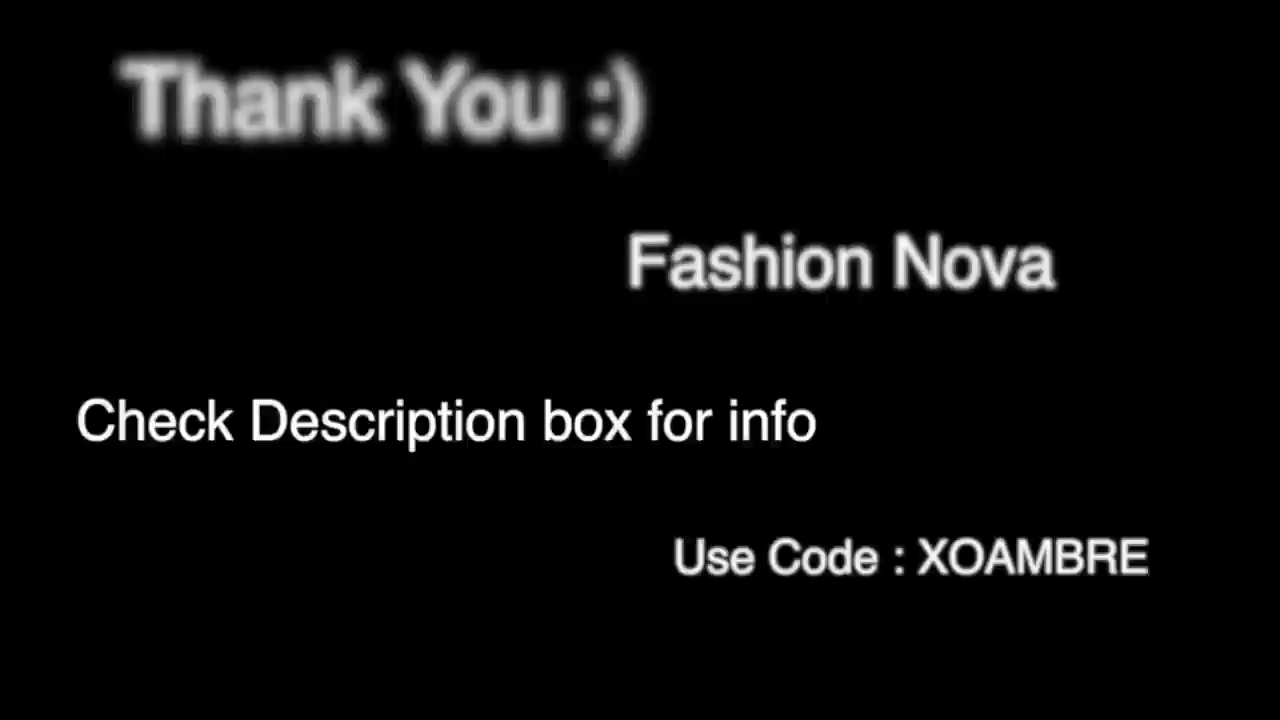 Thank You :)
Fashion Nova
Check Description box for info
Use Code : XOAMBRE